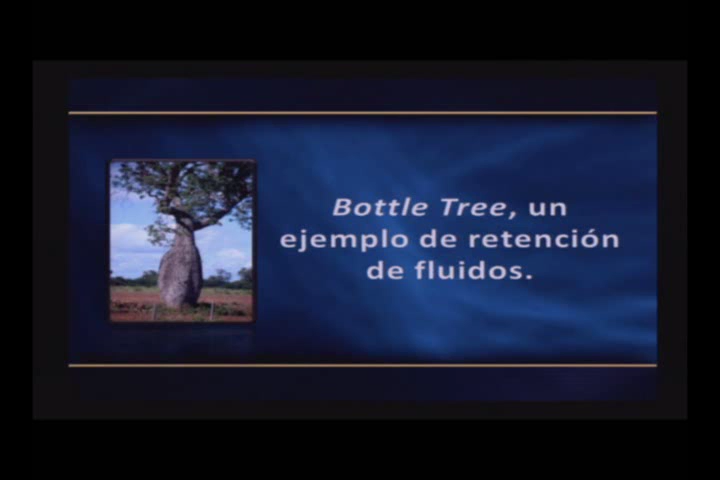 Bottle Tree, un
ejemplo de retención
de fluidos.